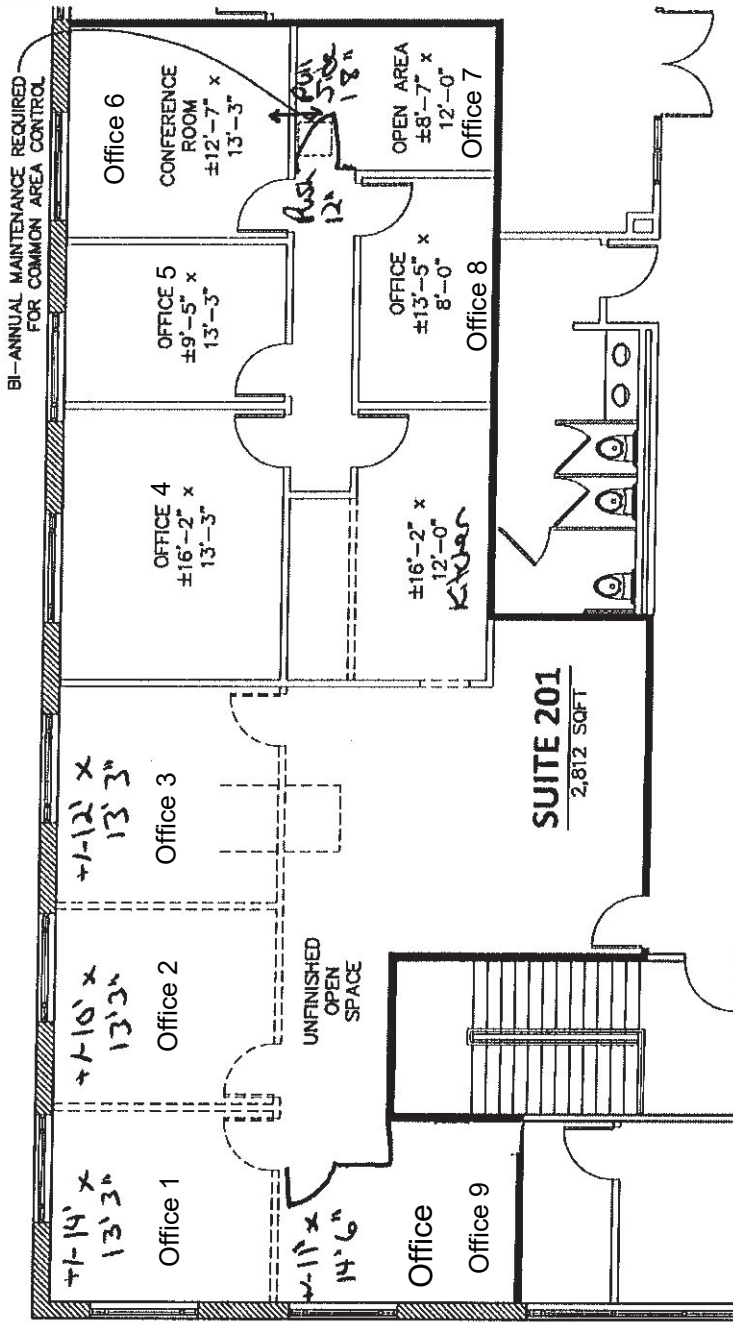 BI-ANNUAL MAINTENANCE REQUIRED
FOR COMMON AREA CONTROL
Office 6
CONFERENCE
ROOM
±12'-7" x
13'-3"
Pull
Side
18"
Push
12"
OPEN AREA
±8'-7" x
12'-0"
Office 7
OFFICE 5
±9'-5" x
13'-3"
OFFICE
±13'-5" x
8'-0"
Office 8
OFFICE 4
±16'-2" x
13'-3"
±16'-2" x
12'-0"
Kitchen
+/-12' x
13' 3"
Office 3
SUITE 201
2,812 SQFT
+/-10' x
13'3"
Office 2
UNFINISHED
OPEN
SPACE
+/-14' x
13'3"
Office 1
+/-11' x
14'6"
Office
Office 9